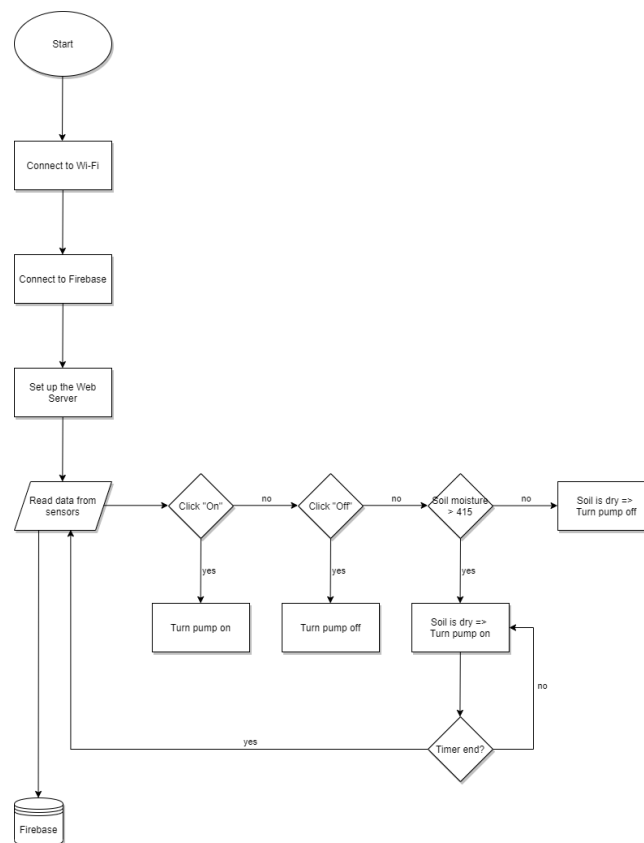 Start
Connect to Wi-Fi
Connect to Firebase
Set up the Web
Server
Read data from
sensors
Click "On"
no
Click "Off"
no
Soil moisture
> 415
no
Soil is dry =>
Turn pump off
yes
yes
yes
Turn pump on
Turn pump off
Soil is dry =>
Turn pump on
no
yes
Timer end?
Firebase